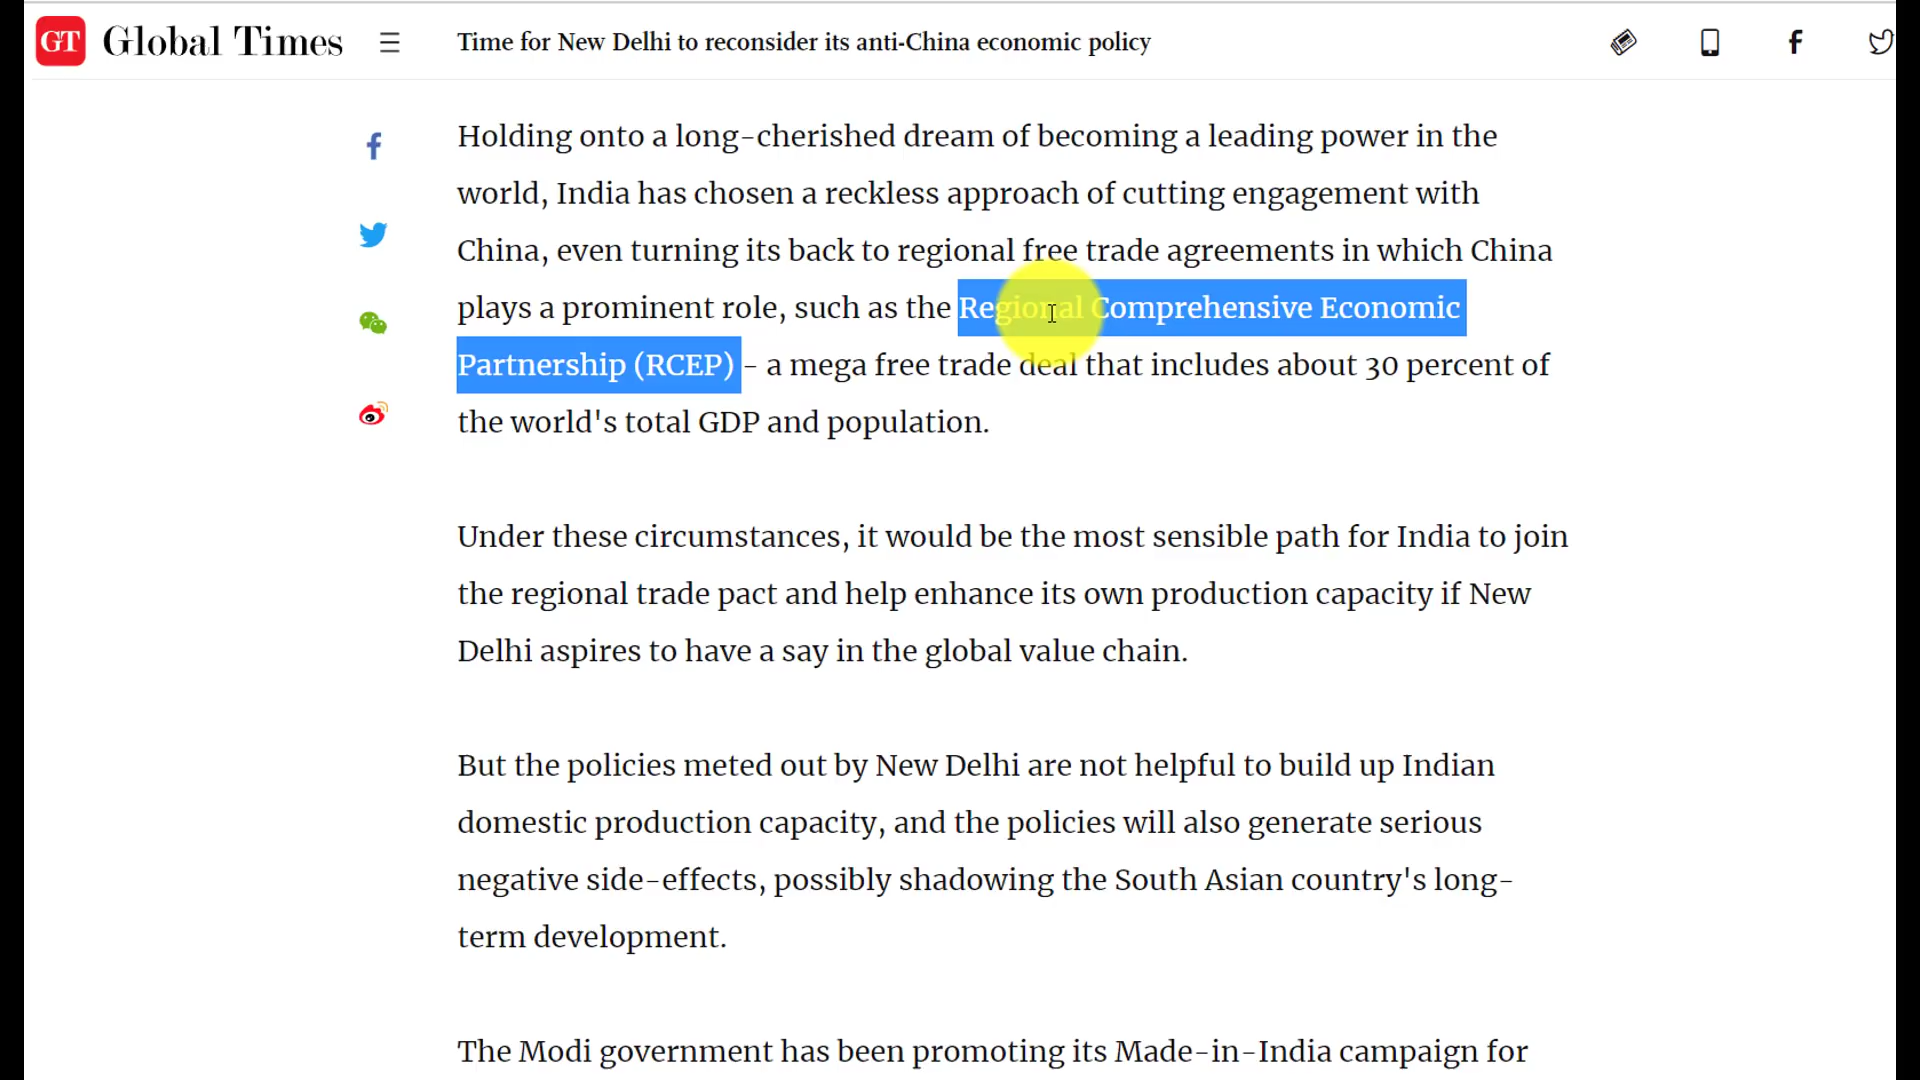 GT Global Times
Time for New Delhi to reconsider its anti-China economic policy
Holding onto a long-cherished dream of becoming a leading power in the
world, India has chosen a reckless approach of cutting engagement with
China, even turning its back to regional free trade agreements in which China
plays a prominent role, such as the Regional Comprehensive Economic
Partnership (RCEP) - a mega free trade deal that includes about 30 percent of
the world's total GDP and population.
Under these circumstances, it would be the most sensible path for India to join
the regional trade pact and help enhance its own production capacity if New
Delhi aspires to have a say in the global value chain.
But the policies meted out by New Delhi are not helpful to build up Indian
domestic production capacity, and the policies will also generate serious
negative side-effects, possibly shadowing the South Asian country's long-
term development.
The Modi government has been promoting its Made-in-India campaign for